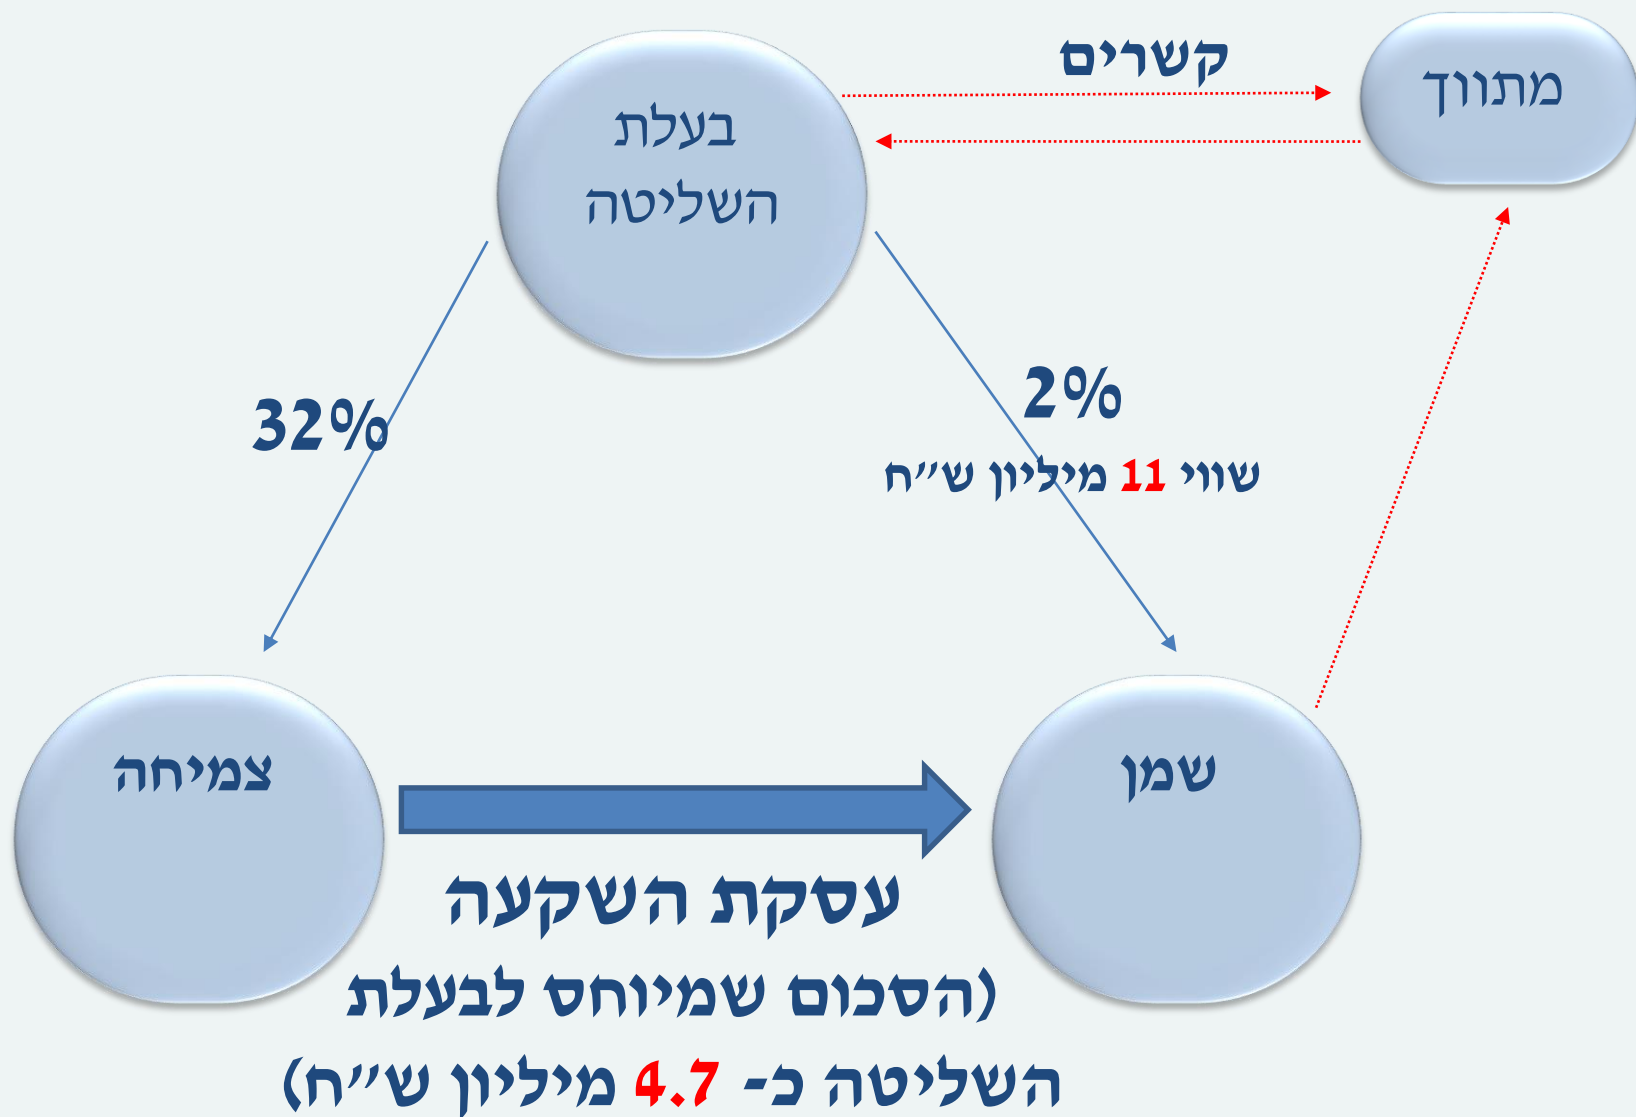 קשרים
מתווך
בעלת
השליטה
32%
2%
שווי 11 מיליון ש״ח
צמיחה
שמן
עסקת השקעה
(הסכום שמיוחס לבעלת
השליטה כ- 4.7 מיליון ש״ח)